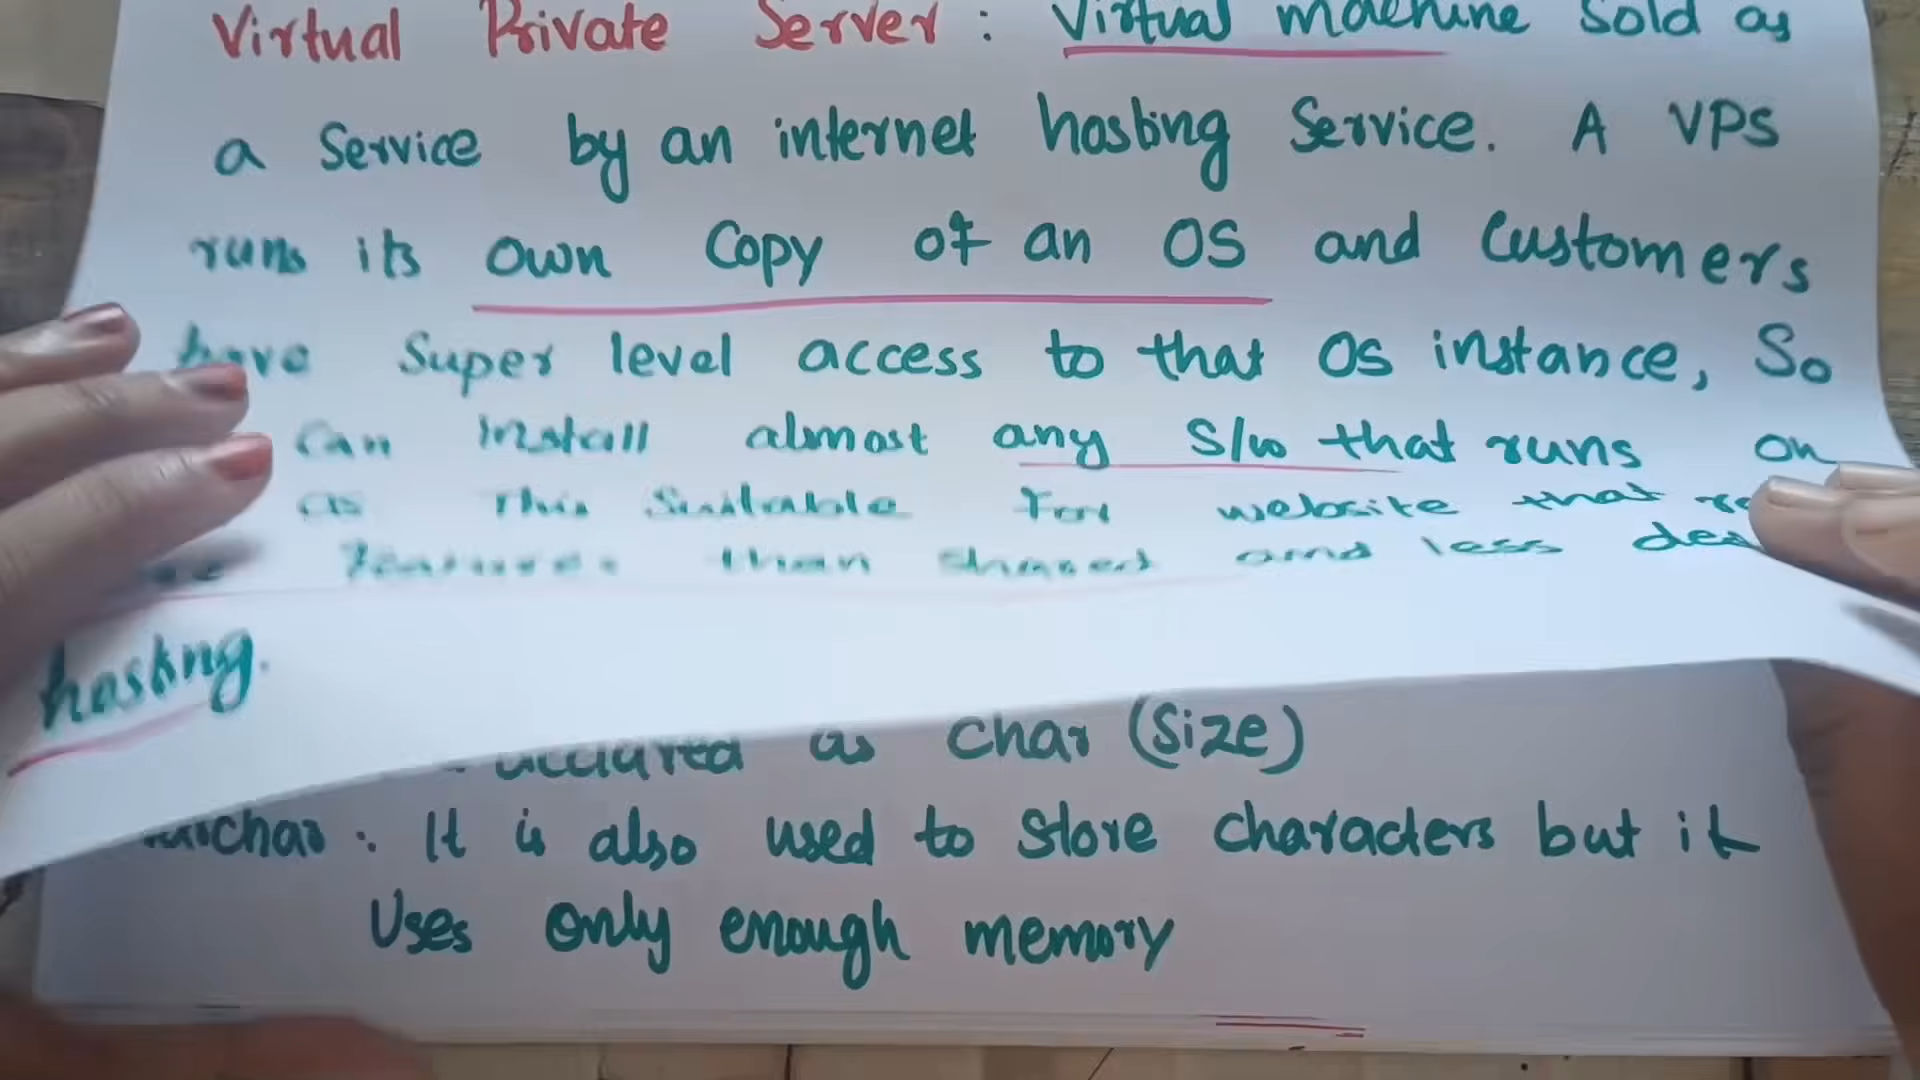 Virtual Private Server : Virtual machine Sold as
a Service by an internet hosting Service. A VPS
runs its own Copy of an OS and Customers
have Super level access to that OS instance, So
Can install almost any S/w that runs on
as This Suitable For website that
Features than shared and less
hosting.
declared as Char (Size)
It is also used to Store Characters but it
Uses only enough memory